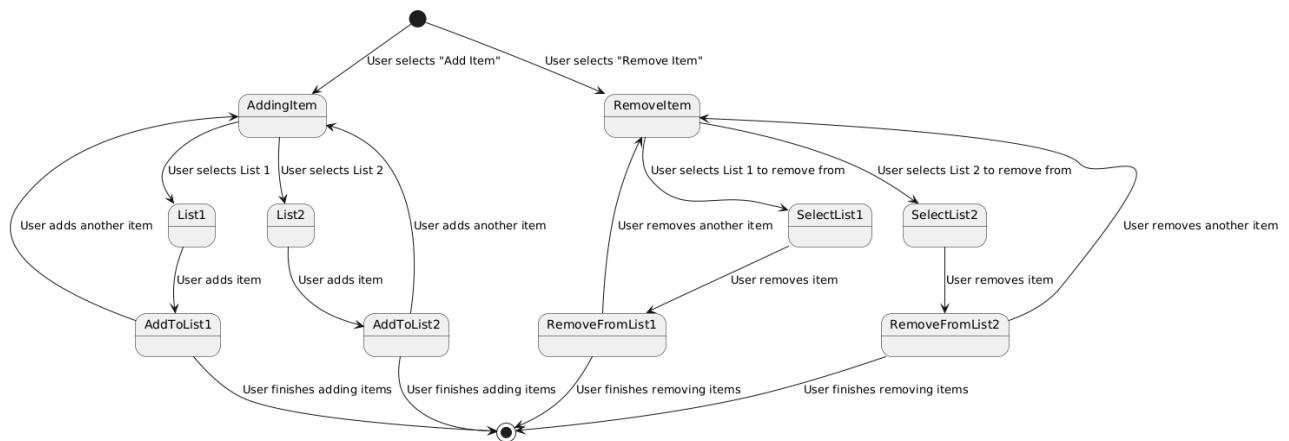 User selects "Add Item"
User selects "Remove Item"
AddingItem
RemoveItem
User selects List 1
User selects List 2
User selects List 1 to remove from
User selects List 2 to remove from
List1
List2
SelectList1
SelectList2
User adds another item
User adds another item
User removes another item
User removes another item
User adds item
User adds item
User removes item
User removes item
AddToList1
AddToList2
RemoveFromList1
RemoveFromList2
User finishes adding items
User finishes adding items
User finishes removing items
User finishes removing items